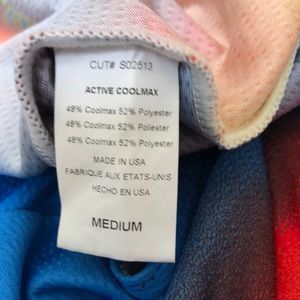 CUT# S02513
ACTIVE COOLMAX
48% Coolmax 52% Polyester
48% Coolmax 52% Poliester
48% Coolmax 52% Polyester
MADE IN USA
FABRIQUE AUX ETATS-UNIS
HECHO EN USA
MEDIUM